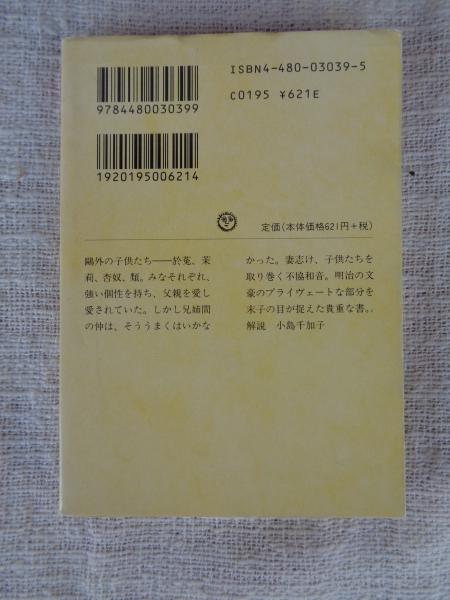 ISBN4-480-03039-5
C0195 ¥621E
9784480030399
1920195006214
定価(本体価格621円+税)
鷗外の子供たち――於菟、茉
莉、杏奴、類。みなそれぞれ、
強い個性を持ち、父親を愛し
愛されていた。しかし兄姉間
の仲は、そううまくはいかな
かった。妻志け、子供たちを
取り巻く不協和音。明治の文
豪のプライヴェートな部分を
末子の目が捉えた貴重な書。
解説 小島千加子